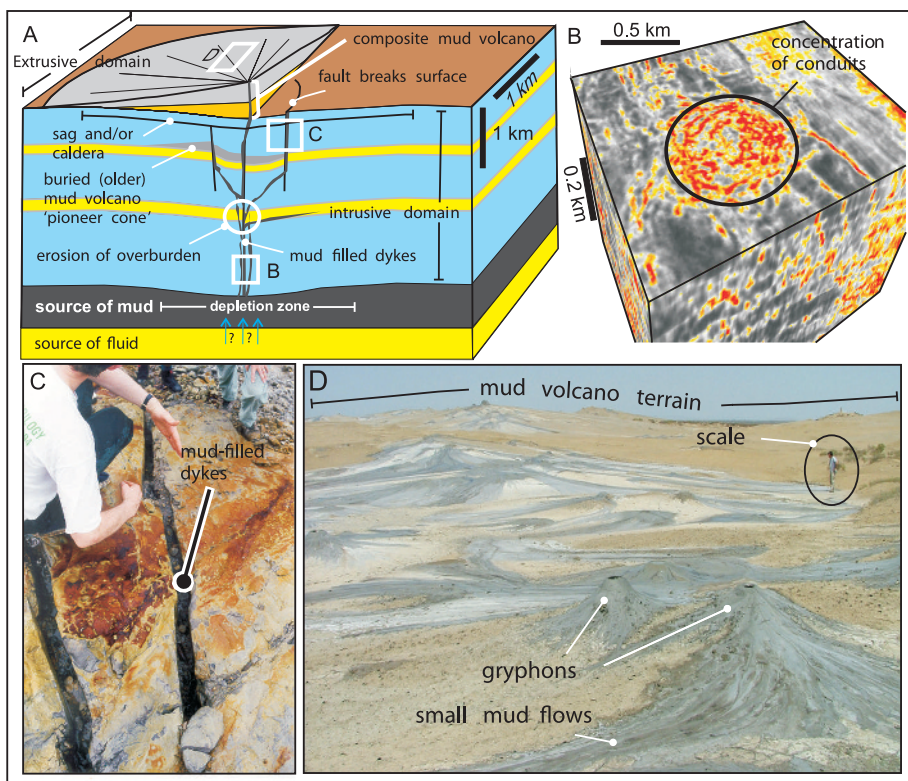 A
Extrusive domain
D
composite mud volcano
fault breaks surface
1 km
1 km
C
sag and/or
caldera
buried (older)
mud volcano
'pioneer cone'
intrusive domain
erosion of overburden
mud filled dykes
B
source of mud
depletion zone
? ?
source of fluid
B
0.5 km
concentration
of conduits
0.2 km
C
mud-filled
dykes
D
mud volcano terrain
scale
gryphons
small mud flows